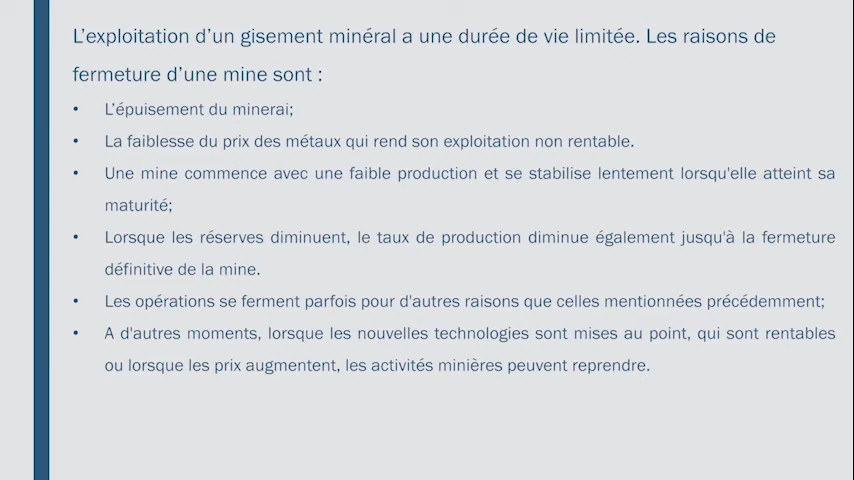 L’exploitation d’un gisement minéral a une durée de vie limitée. Les raisons de
fermeture d’une mine sont :
• L’épuisement du minerai;
• La faiblesse du prix des métaux qui rend son exploitation non rentable.
• Une mine commence avec une faible production et se stabilise lentement lorsqu'elle atteint sa
maturité;
• Lorsque les réserves diminuent, le taux de production diminue également jusqu'à la fermeture
définitive de la mine.
• Les opérations se ferment parfois pour d'autres raisons que celles mentionnées précédemment;
• A d'autres moments, lorsque les nouvelles technologies sont mises au point, qui sont rentables
ou lorsque les prix augmentent, les activités minières peuvent reprendre.